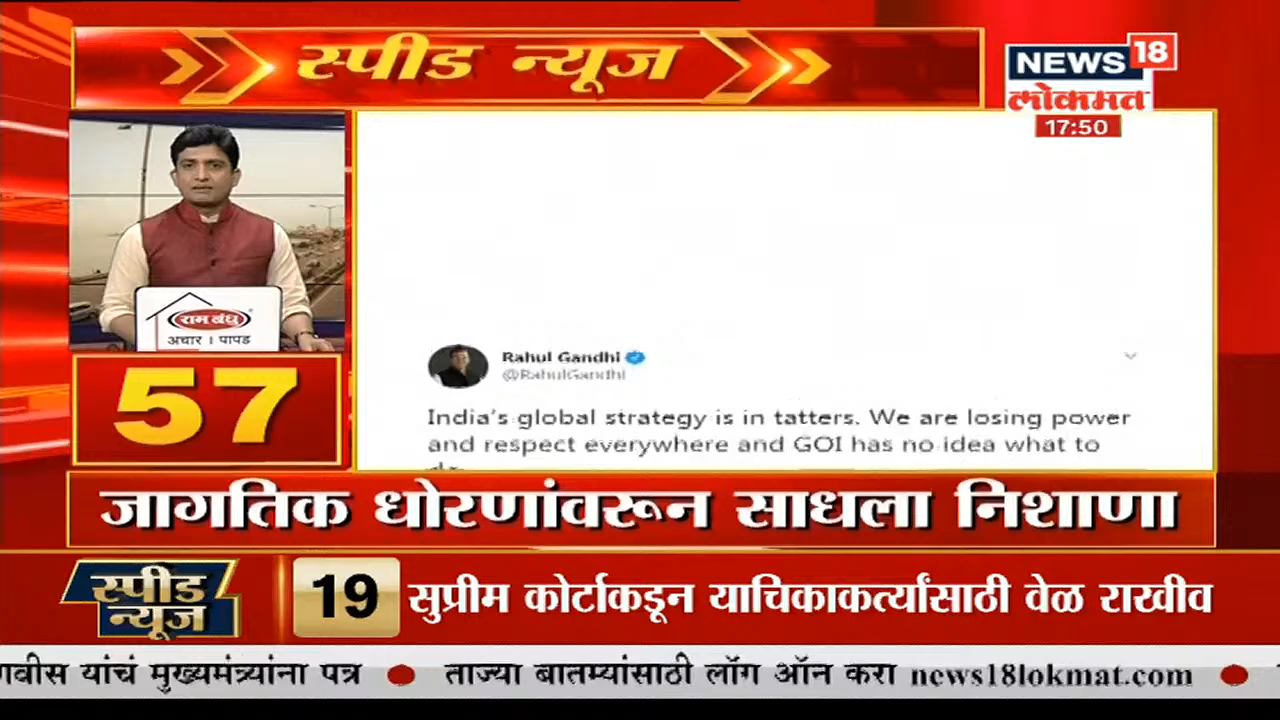 स्पीड न्यूज
NEWS 18
लोकमत
17:50
राम बंधु
अचार । पापड
57
Rahul Gandhi
@RahulGandhi
India's global strategy is in tatters. We are losing power
and respect everywhere and GOI has no idea what to
जागतिक धोरणांवरून साधला निशाणा
स्पीड
न्यूज
19 सुप्रीम कोर्टाकडून याचिकाकर्त्यांसाठी वेळ राखीव
यांचं मुख्यमंत्र्यांना पत्र ● ताज्या बातम्यांसाठी लॉग ऑन करा news18lokmat.com ●